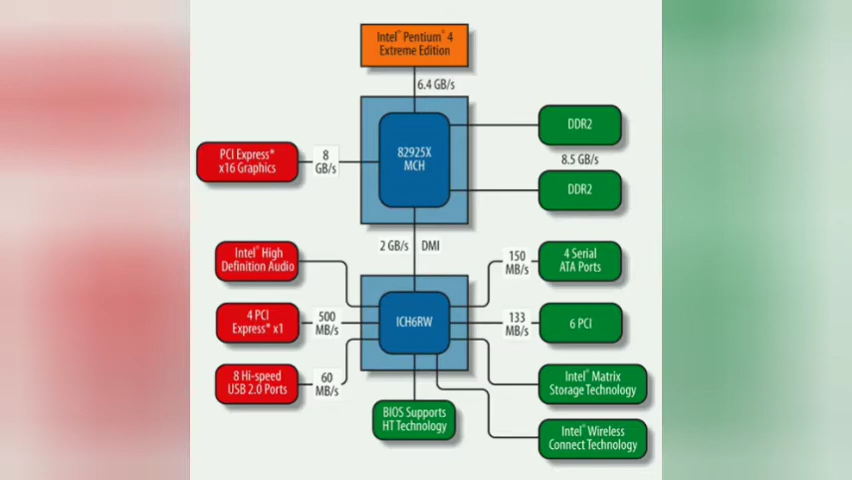 Intel® Pentium® 4
Extreme Edition
6.4 GB/s
82925X
MCH
DDR2
8.5 GB/s
DDR2
PCI Express*
x16 Graphics
8
GB/s
2 GB/s
DMI
Intel® High
Definition Audio
150
MB/s
4 Serial
ATA Ports
4 PCI
Express* x1
500
MB/s
ICH6RW
133
MB/s
6 PCI
8 Hi-speed
USB 2.0 Ports
60
MB/s
Intel® Matrix
Storage Technology
BIOS Supports
HT Technology
Intel® Wireless
Connect Technology